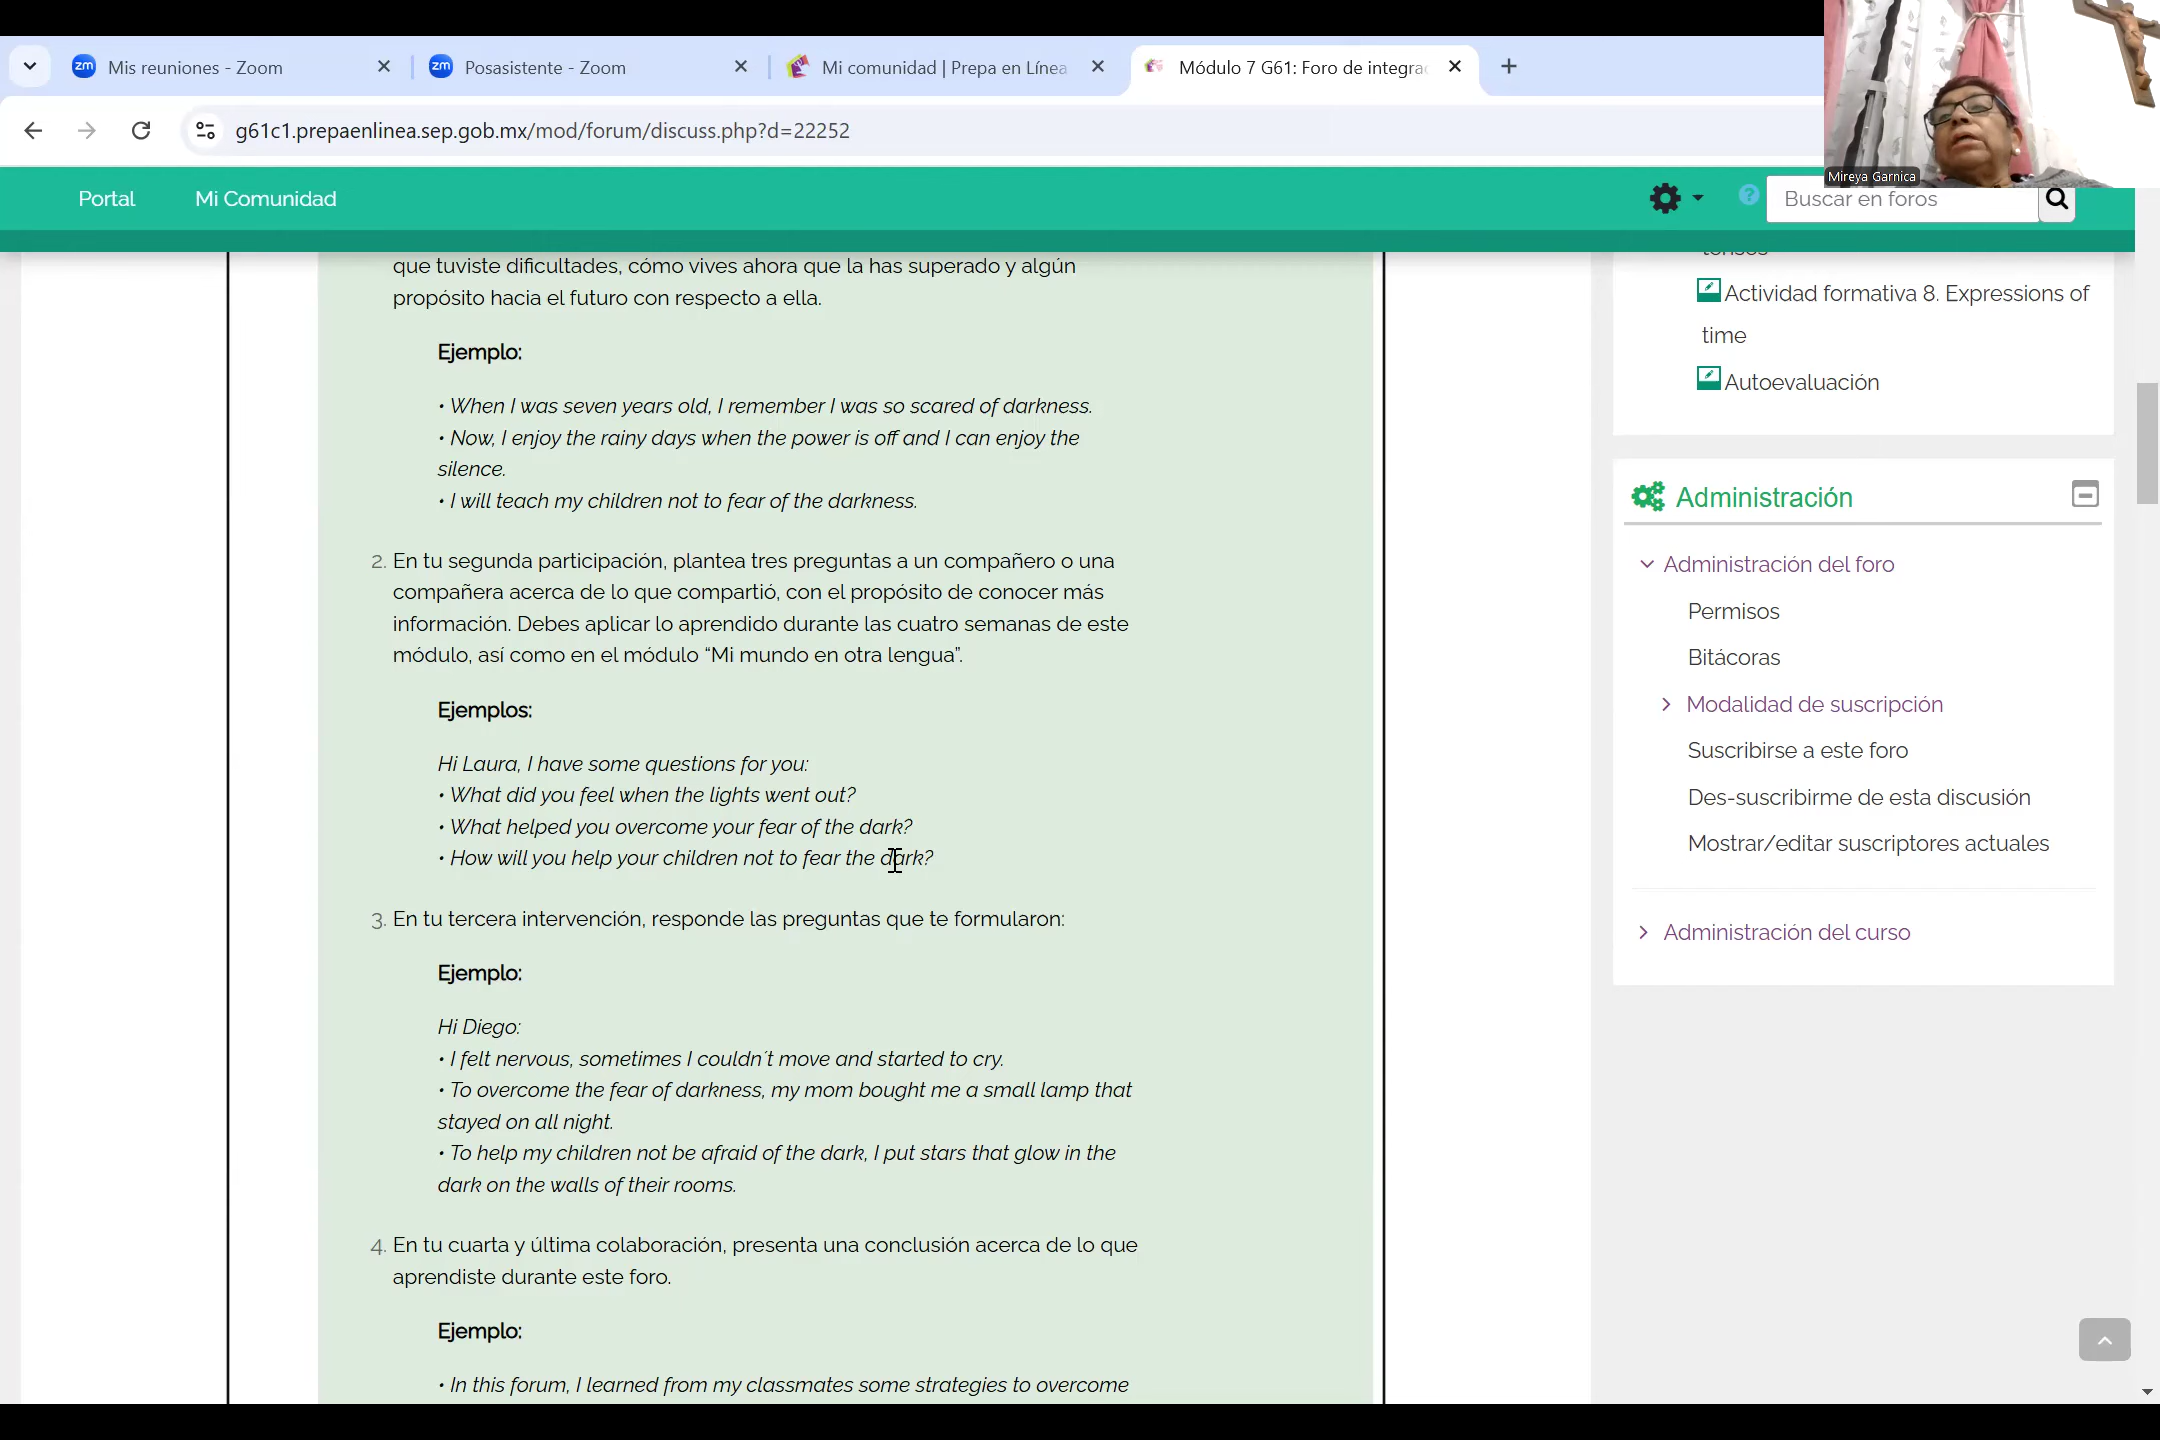 Mis reuniones - Zoom
Posasistente - Zoom
Mi comunidad | Prepa en Línea
Módulo 7 G61: Foro de integra
g61c1.prepaenlinea.sep.gob.mx/mod/forum/discuss.php?d=22252
Mireya Garnica
Portal
Mi Comunidad
Buscar en foros
que tuviste dificultades, cómo vives ahora que la has superado y algún
propósito hacia el futuro con respecto a ella.
Ejemplo:
• When I was seven years old, I remember I was so scared of darkness.
• Now, I enjoy the rainy days when the power is off and I can enjoy the
silence.
• I will teach my children not to fear of the darkness.
2. En tu segunda participación, plantea tres preguntas a un compañero o una
compañera acerca de lo que compartió, con el propósito de conocer más
información. Debes aplicar lo aprendido durante las cuatro semanas de este
módulo, así como en el módulo “Mi mundo en otra lengua”.
Ejemplos:
Hi Laura, I have some questions for you:
• What did you feel when the lights went out?
• What helped you overcome your fear of the dark?
• How will you help your children not to fear the dark?
3. En tu tercera intervención, responde las preguntas que te formularon:
Ejemplo:
Hi Diego:
• I felt nervous, sometimes I couldn´t move and started to cry.
• To overcome the fear of darkness, my mom bought me a small lamp that
stayed on all night.
• To help my children not be afraid of the dark, I put stars that glow in the
dark on the walls of their rooms.
4. En tu cuarta y última colaboración, presenta una conclusión acerca de lo que
aprendiste durante este foro.
Ejemplo:
• In this forum, I learned from my classmates some strategies to overcome
tenses
Actividad formativa 8. Expressions of
time
Autoevaluación
Administración
Administración del foro
Permisos
Bitácoras
Modalidad de suscripción
Suscribirse a este foro
Des-suscribirme de esta discusión
Mostrar/editar suscriptores actuales
Administración del curso